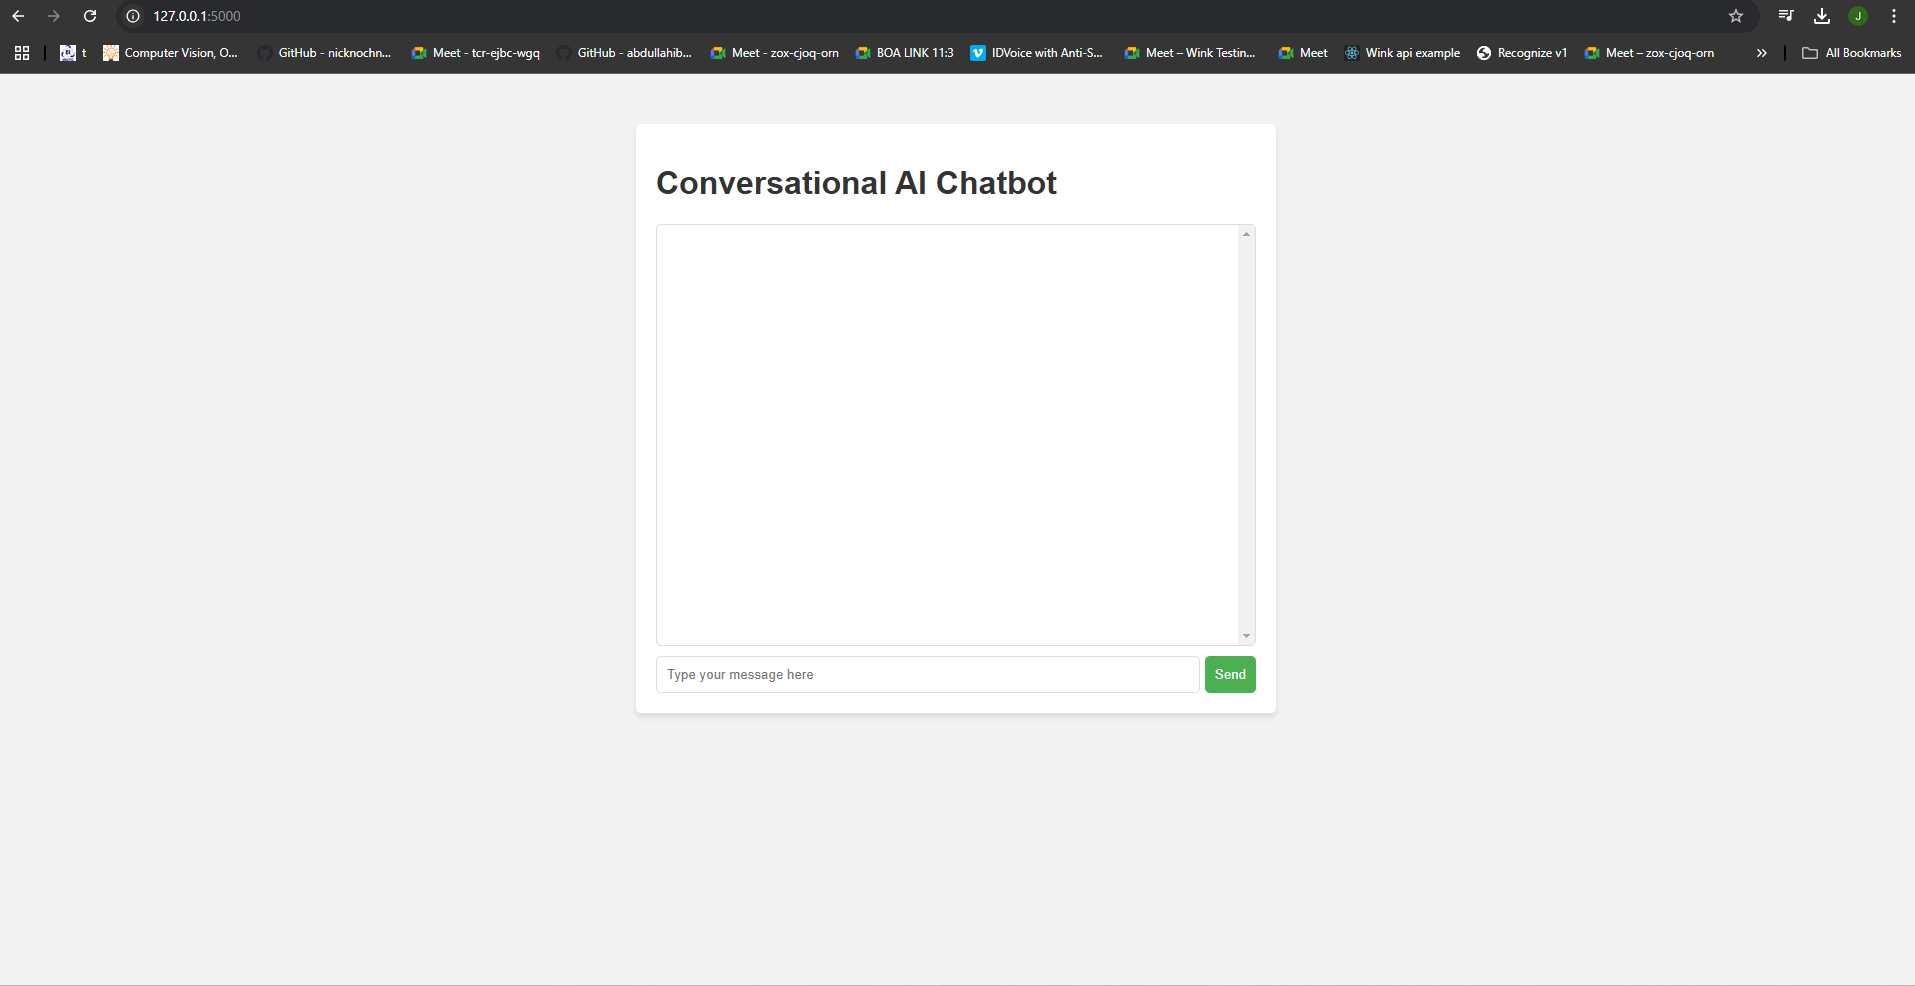 127.0.0.1:5000
J
t Computer Vision, O... GitHub - nicknochn... Meet - tcr-ejbc-wgq GitHub - abdullahib... Meet - zox-cjoq-orn BOA LINK 11:3 IDVoice with Anti-S... Meet – Wink Testin... Meet Wink api example Recognize v1 Meet – zox-cjoq-orn » All Bookmarks
Conversational AI Chatbot
Type your message here Send